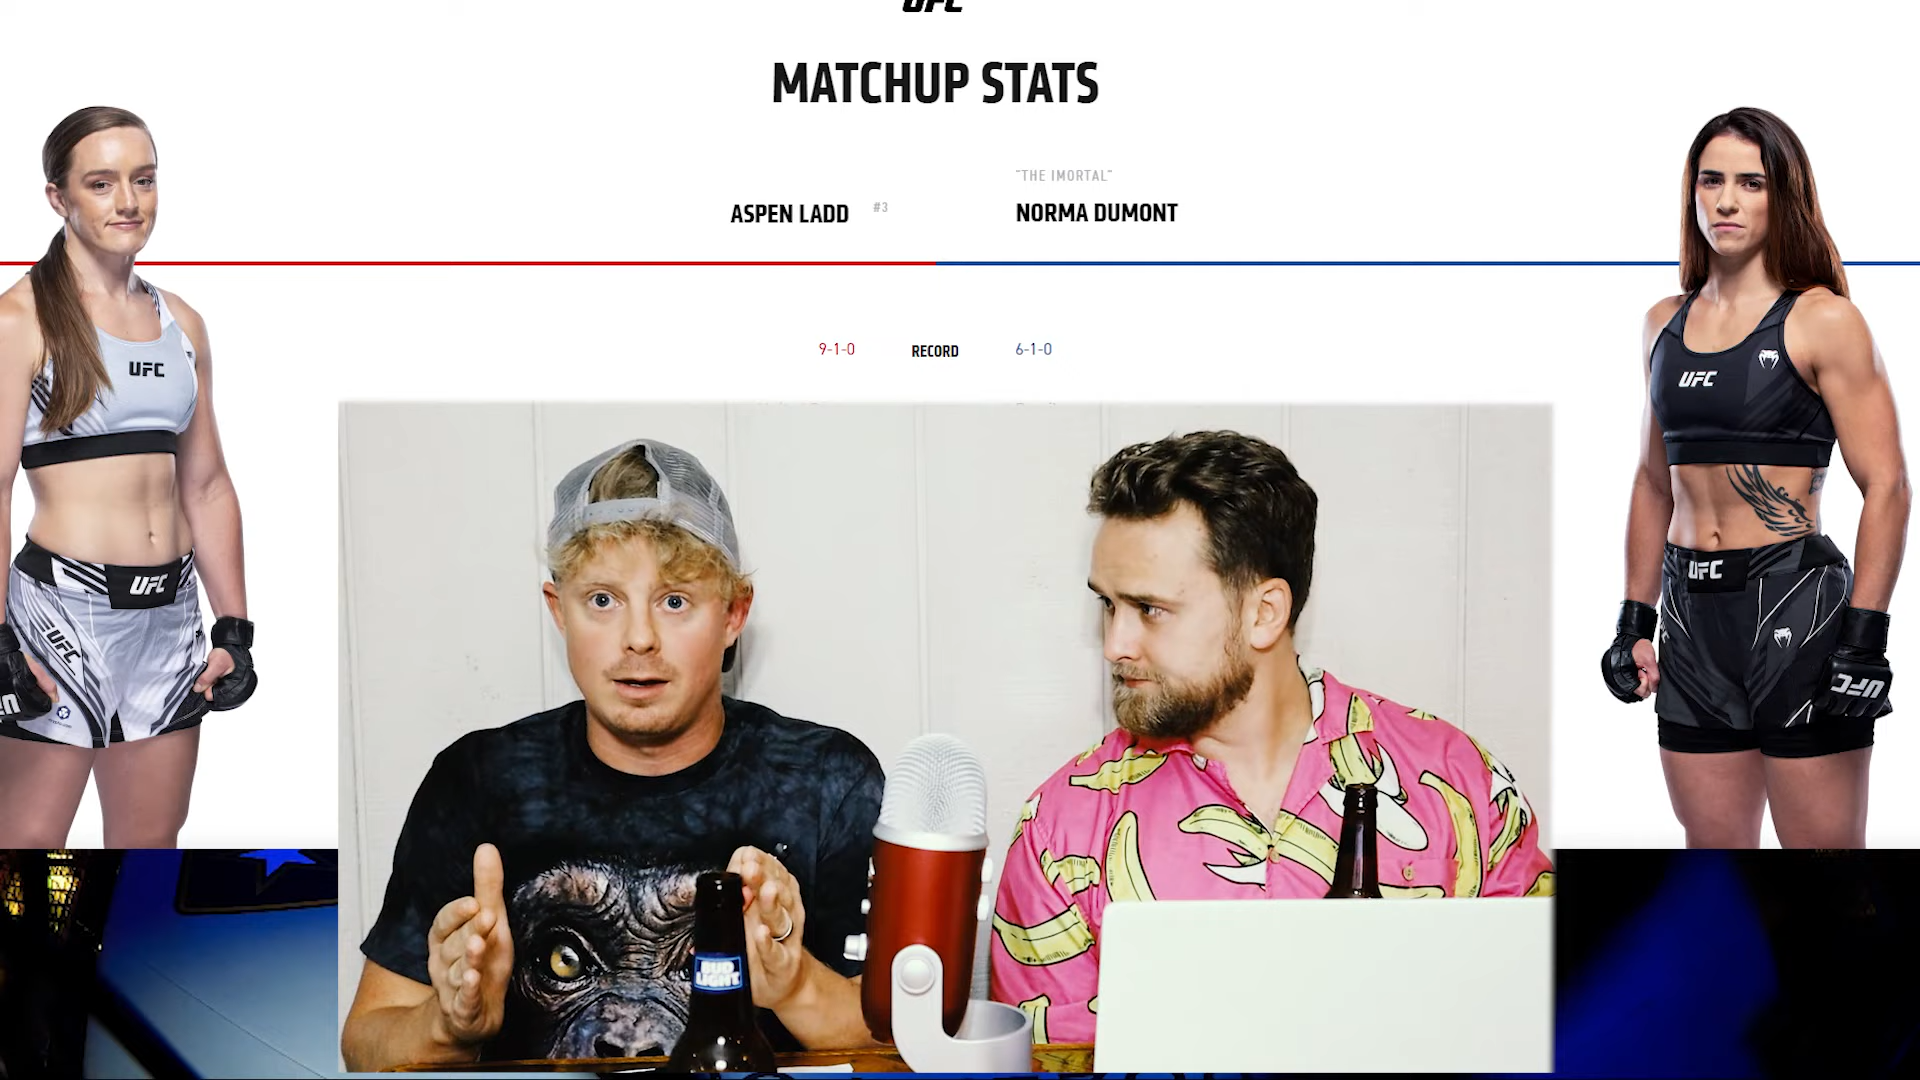 UFC
MATCHUP STATS
"THE IMORTAL"
ASPEN LADD #3
NORMA DUMONT
9-1-0 RECORD 6-1-0
UFC
UFC
UFC
UFC
UFC
UFC
BUD
LIGHT